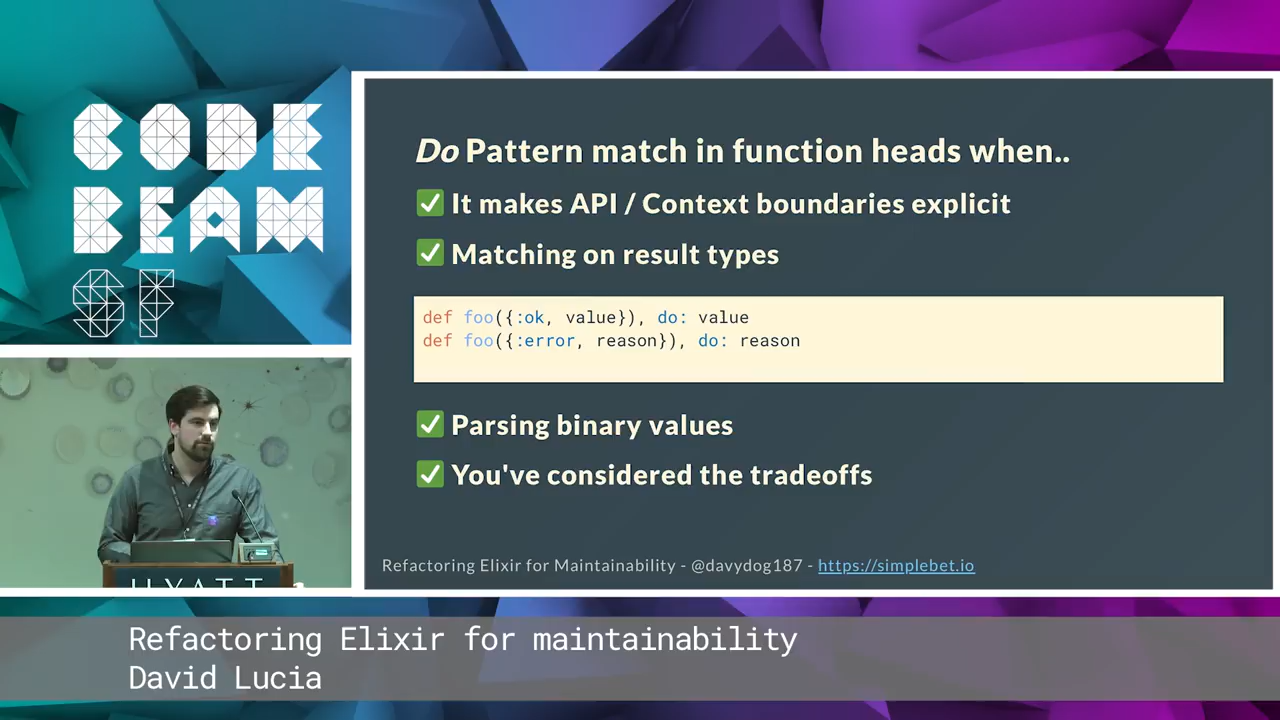 CODE
BEAM
SF
Do Pattern match in function heads when..
✅ It makes API / Context boundaries explicit
✅ Matching on result types
def foo({:ok, value}), do: value
def foo({:error, reason}), do: reason
✅ Parsing binary values
✅ You've considered the tradeoffs
Refactoring Elixir for Maintainability - @davydog187 - https://simplebet.io
HYATT
Refactoring Elixir for maintainability
David Lucia